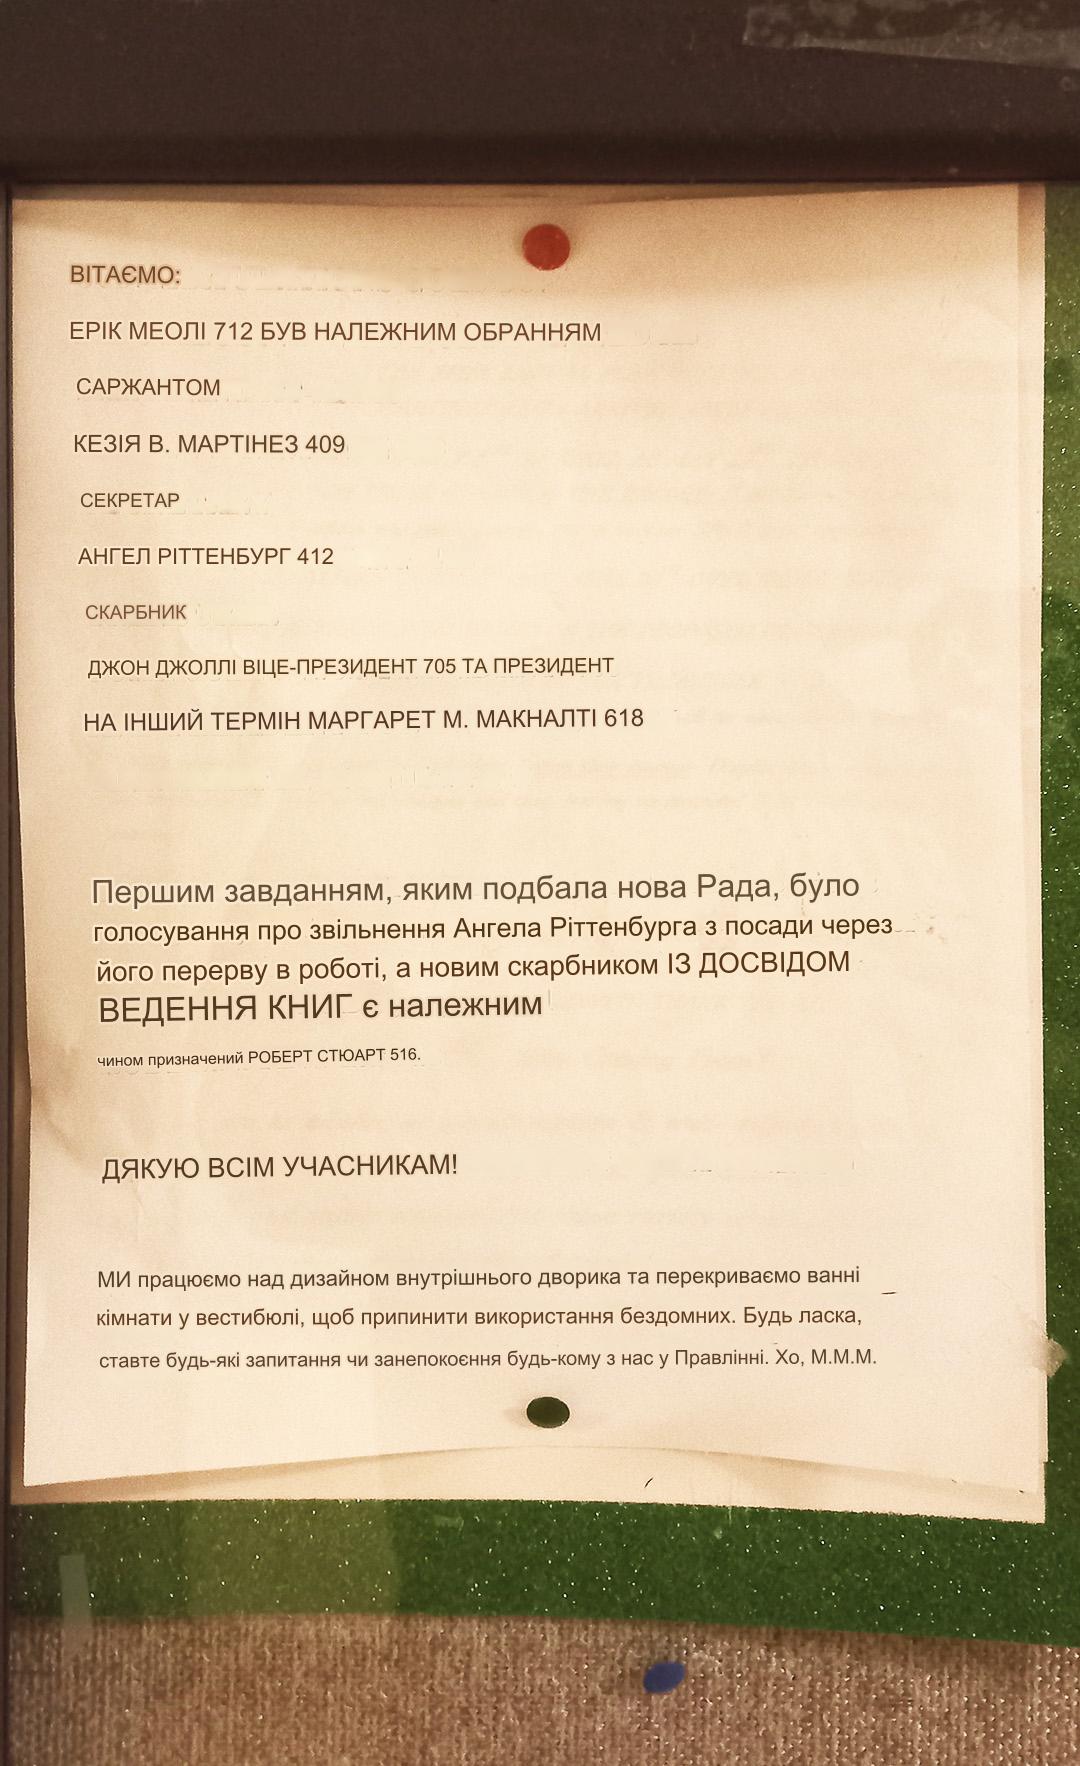 ВІТАЄМО:
ЕРІК МЕОЛІ 712 БУВ НАЛЕЖНИМ ОБРАННЯМ
САРЖАНТОМ
КЕЗІЯ В. МАРТІНЕЗ 409
СЕКРЕТАР
АНГЕЛ РІТТЕНБУРГ 412
СКАРБНИК
ДЖОН ДЖОЛЛІ ВІЦЕ-ПРЕЗИДЕНТ 705 ТА ПРЕЗИДЕНТ
НА ІНШИЙ ТЕРМІН МАРГАРЕТ М. МАКНАЛТІ 618
Першим завданням, яким подбала нова Рада, було
голосування про звільнення Ангела Ріттенбурга з посади через
його перерву в роботі, а новим скарбником ІЗ ДОСВІДОМ
ВЕДЕННЯ КНИГ є належним
чином призначений РОБЕРТ СТЮАРТ 516.
ДЯКУЮ ВСІМ УЧАСНИКАМ!
МИ працюємо над дизайном внутрішнього дворика та перекриваємо ванні
кімнати у вестибюлі, щоб припинити використання бездомних. Будь ласка,
ставте будь-які запитання чи занепокоєння будь-кому з нас у Правлінні. Хо, М.М.М.